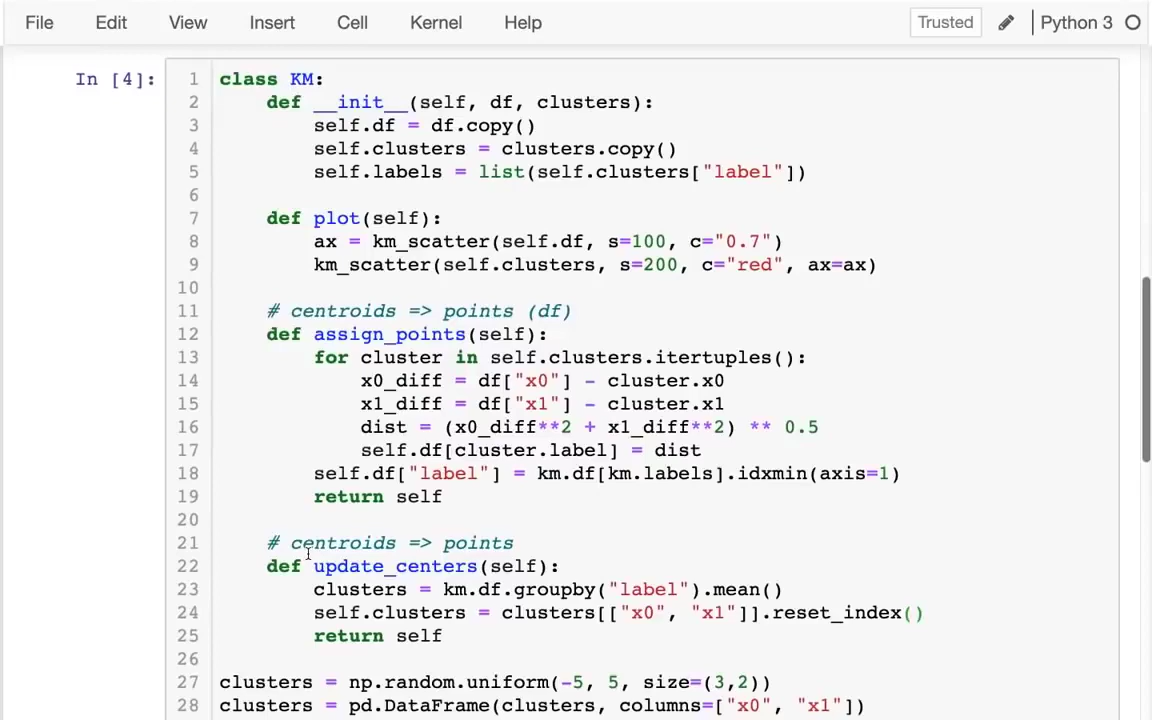 File Edit View Insert Cell Kernel Help Trusted Python 3
In [4]:
1 class KM:
2     def __init__(self, df, clusters):
3         self.df = df.copy()
4         self.clusters = clusters.copy()
5         self.labels = list(self.clusters["label"])
6
7     def plot(self):
8         ax = km_scatter(self.df, s=100, c="0.7")
9         km_scatter(self.clusters, s=200, c="red", ax=ax)
10
11     # centroids => points (df)
12     def assign_points(self):
13         for cluster in self.clusters.itertuples():
14             x0_diff = df["x0"] - cluster.x0
15             x1_diff = df["x1"] - cluster.x1
16             dist = (x0_diff**2 + x1_diff**2) ** 0.5
17             self.df[cluster.label] = dist
18         self.df["label"] = km.df[km.labels].idxmin(axis=1)
19         return self
20
21     # centroids => points
22     def update_centers(self):
23         clusters = km.df.groupby("label").mean()
24         self.clusters = clusters[["x0", "x1"]].reset_index()
25         return self
26
27 clusters = np.random.uniform(-5, 5, size=(3,2))
28 clusters = pd.DataFrame(clusters, columns=["x0", "x1"])